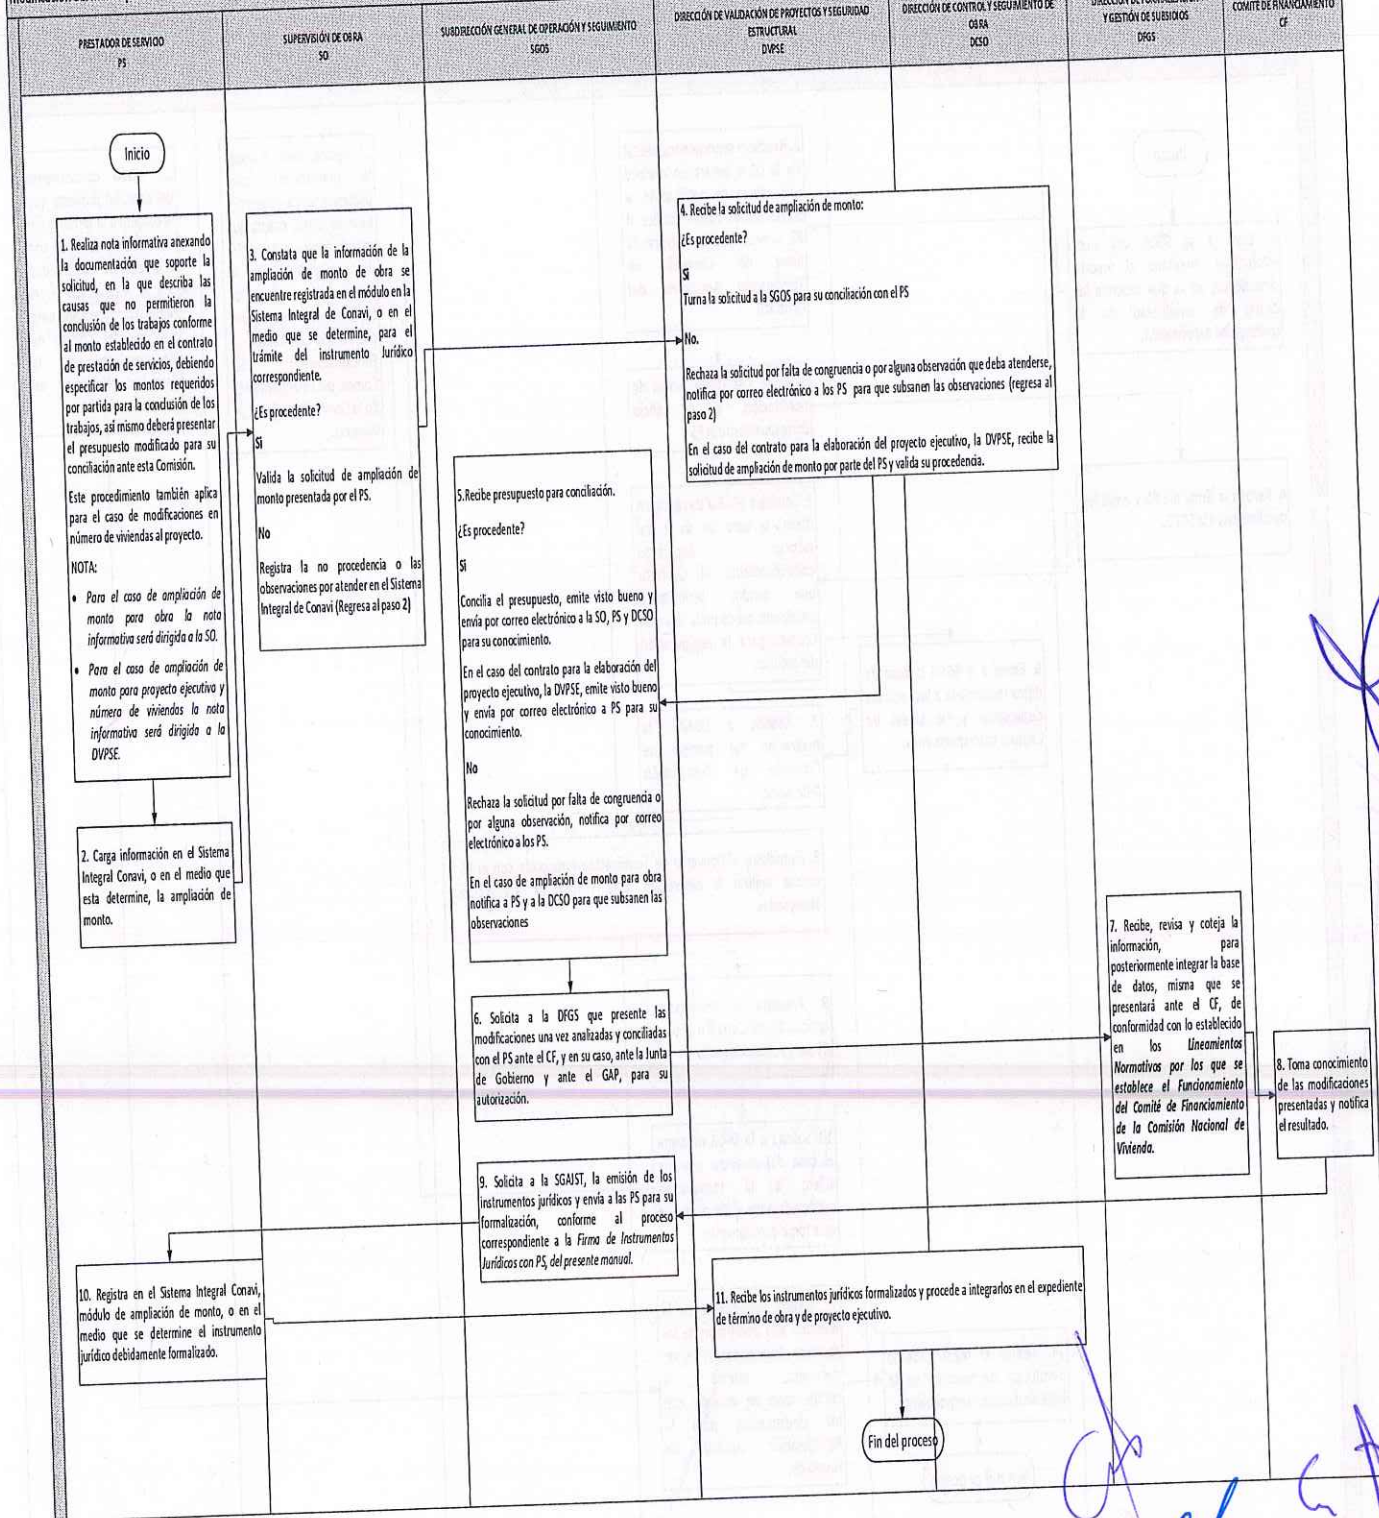 PRESTADOR DE SERVICIO
PS
SUPERVISIÓN DE OBRA
SO
SUBDIRECCIÓN GENERAL DE OPERACIÓN Y SEGUIMIENTO
SGOS
DIRECCIÓN DE VALIDACIÓN DE PROYECTOS Y SEGURIDAD
ESTRUCTURAL
DVPSE
DIRECCIÓN DE CONTROL Y SEGUIMIENTO DE
OBRA
DCSO
Y GESTIÓN DE SUBSIDIOS
DFGS
COMITÉ DE FINANCIAMIENTO
CF
Inicio
1. Realiza nota informativa anexando
la documentación que soporte la
solicitud, en la que describa las
causas que no permitieron la
conclusión de los trabajos conforme
al monto establecido en el contrato
de prestación de servicios, debiendo
especificar los montos requeridos
por partida para la conclusión de los
trabajos, así mismo deberá presentar
el presupuesto modificado para su
conciliación ante esta Comisión.
Este procedimiento también aplica
para el caso de modificaciones en
número de viviendas al proyecto.
NOTA:
• Para el caso de ampliación de
monto para obra la nota
informativa será dirigida a la SO.
• Para el caso de ampliación de
monto para proyecto ejecutivo y
número de viviendas la nota
informativa será dirigida a la
DVPSE.
2. Carga información en el Sistema
Integral Conavi, o en el medio que
esta determine, la ampliación de
monto.
3. Constata que la información de la
ampliación de monto de obra se
encuentre registrada en el módulo en la
Sistema Integral de Conavi, o en el
medio que se determine, para el
trámite del instrumento Jurídico
correspondiente.
¿Es procedente?
Si
Valida la solicitud de ampliación de
monto presentada por el PS.
No
Registra la no procedencia o las
observaciones por atender en el Sistema
Integral de Conavi (Regresa al paso 2)
4. Recibe la solicitud de ampliación de monto:
¿Es procedente?
Si
Turna la solicitud a la SGOS para su conciliación con el PS
No.
Rechaza la solicitud por falta de congruencia o por alguna observación que deba atenderse,
notifica por correo electrónico a los PS para que subsanen las observaciones (regresa al
paso 2)
En el caso del contrato para la elaboración del proyecto ejecutivo, la DVPSE, recibe la
solicitud de ampliación de monto por parte del PS y valida su procedencia.
5.Recibe presupuesto para conciliación.
¿Es procedente?
Si
Concilia el presupuesto, emite visto bueno y
envía por correo electrónico a la SO, PS y DCSO
para su conocimiento.
En el caso del contrato para la elaboración del
proyecto ejecutivo, la DVPSE, emite visto bueno
y envía por correo electrónico a PS para su
conocimiento.
No
Rechaza la solicitud por falta de congruencia o
por alguna observación, notifica por correo
electrónico a los PS.
En el caso de ampliación de monto para obra
notifica a PS y a la DCSO para que subsanen las
observaciones
6. Solicita a la DFGS que presente las
modificaciones una vez analizadas y conciliadas
con el PS ante el CF, y en su caso, ante la Junta
de Gobierno y ante el GAP, para su
autorización.
7. Recibe, revisa y coteja la
información, para
posteriormente integrar la base
de datos, misma que se
presentará ante el CF, de
conformidad con lo establecido
en los Lineamientos
Normativos por los que se
establece el Funcionamiento
del Comité de Financiamiento
de la Comisión Nacional de
Vivienda.
8. Toma conocimiento
de las modificaciones
presentadas y notifica
el resultado.
9. Solicita a la SGAJST, la emisión de los
instrumentos jurídicos y envía a las PS para su
formalización, conforme al proceso
correspondiente a la Firma de Instrumentos
Jurídicos con PS, del presente manual.
10. Registra en el Sistema Integral Conavi,
módulo de ampliación de monto, o en el
medio que se determine el instrumento
jurídico debidamente formalizado.
11. Recibe los instrumentos jurídicos formalizados y procede a integrarlos en el expediente
de término de obra y de proyecto ejecutivo.
Fin del proceso